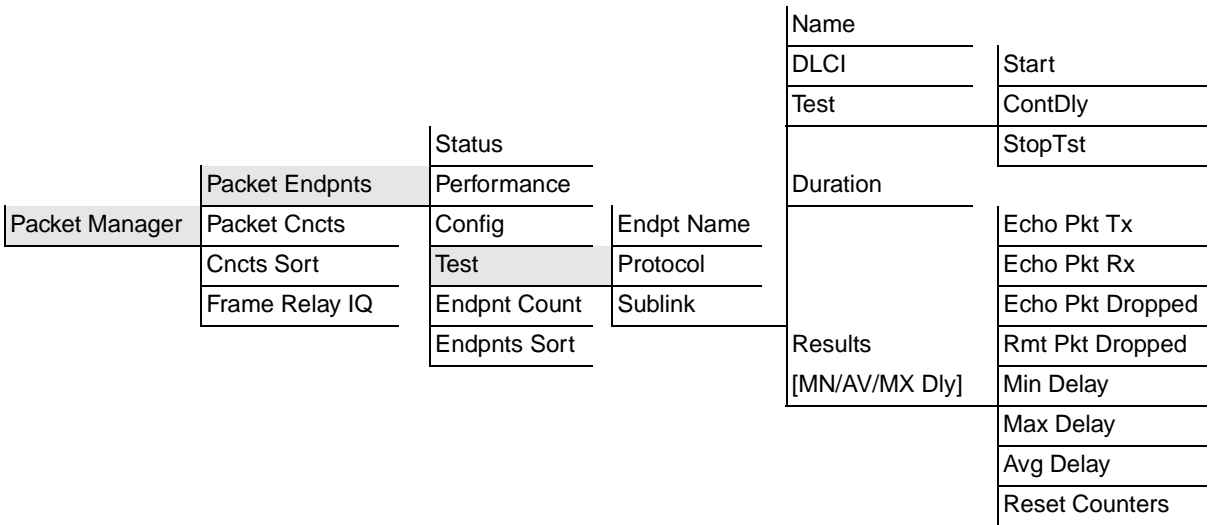 Packet Manager
Packet Endpnts
Packet Cncts
Cncts Sort
Frame Relay IQ
Status
Performance
Config
Test
Endpnt Count
Endpnts Sort
Endpt Name
Protocol
Sublink
Name
DLCI
Test
Duration
Results
[MN/AV/MX Dly]
Start
ContDly
StopTst
Echo Pkt Tx
Echo Pkt Rx
Echo Pkt Dropped
Rmt Pkt Dropped
Min Delay
Max Delay
Avg Delay
Reset Counters